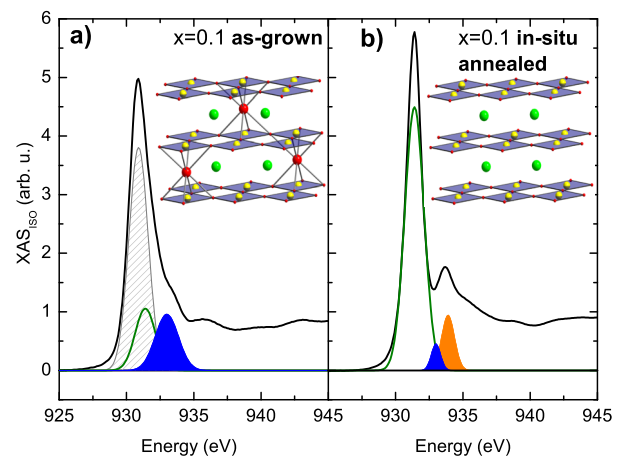 a)
x=0.1 as-grown
b)
x=0.1 in-situ
annealed
XAS_ISO (arb. u.)
6
5
4
3
2
1
0
925 930 935 940 945
930 935 940 945
Energy (eV)
Energy (eV)